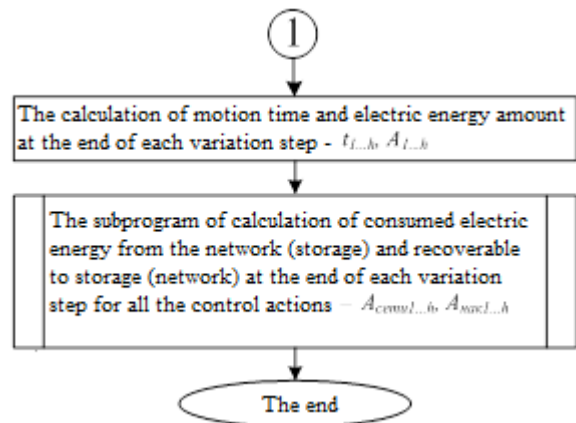 1
The calculation of motion time and electric energy amount
at the end of each variation step - t1...h, A1...h
The subprogram of calculation of consumed electric
energy from the network (storage) and recoverable
to storage (network) at the end of each variation
step for all the control actions – Acemu1...h, Aнак1...h
The end